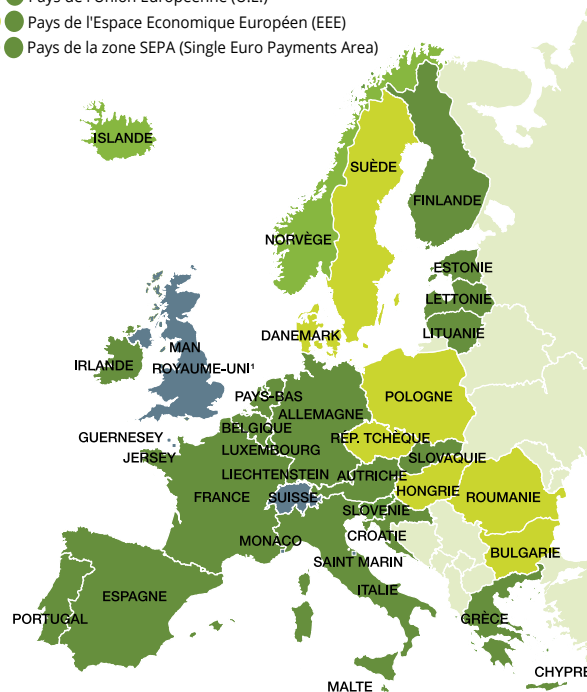 Pays de l'Espace Economique Européen (EEE)
Pays de la zone SEPA (Single Euro Payments Area)
ISLANDE
SUÈDE
FINLANDE
NORVÈGE
ESTONIE
LETTONIE
DANEMARK
LITUANIE
MAN
IRLANDE
ROYAUME-UNI¹
PAYS-BAS
POLOGNE
ALLEMAGNE
BELGIQUE
GUERNESEY
RÉP. TCHÈQUE
JERSEY
LUXEMBOURG
SLOVAQUIE
LIECHTENSTEIN
AUTRICHE
FRANCE
SUISSE
HONGRIE
ROUMANIE
SLOVENIE
MONACO
CROATIE
BULGARIE
SAINT MARIN
ESPAGNE
ITALIE
PORTUGAL
GRÈCE
CHYPRE
MALTE